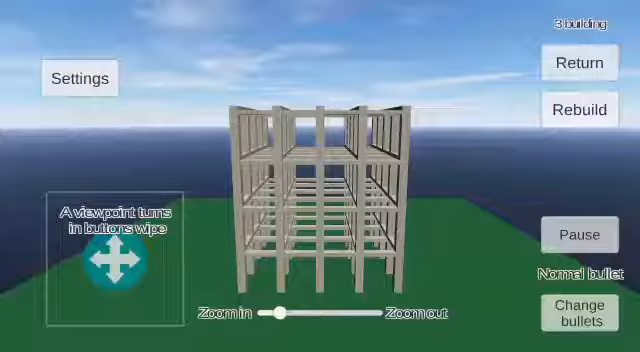 3 building
Settings
Return
Rebuild
A viewpoint turns
in buttons wipe
Pause
Normal bullet
Zoom in
Zoom out
Change
bullets